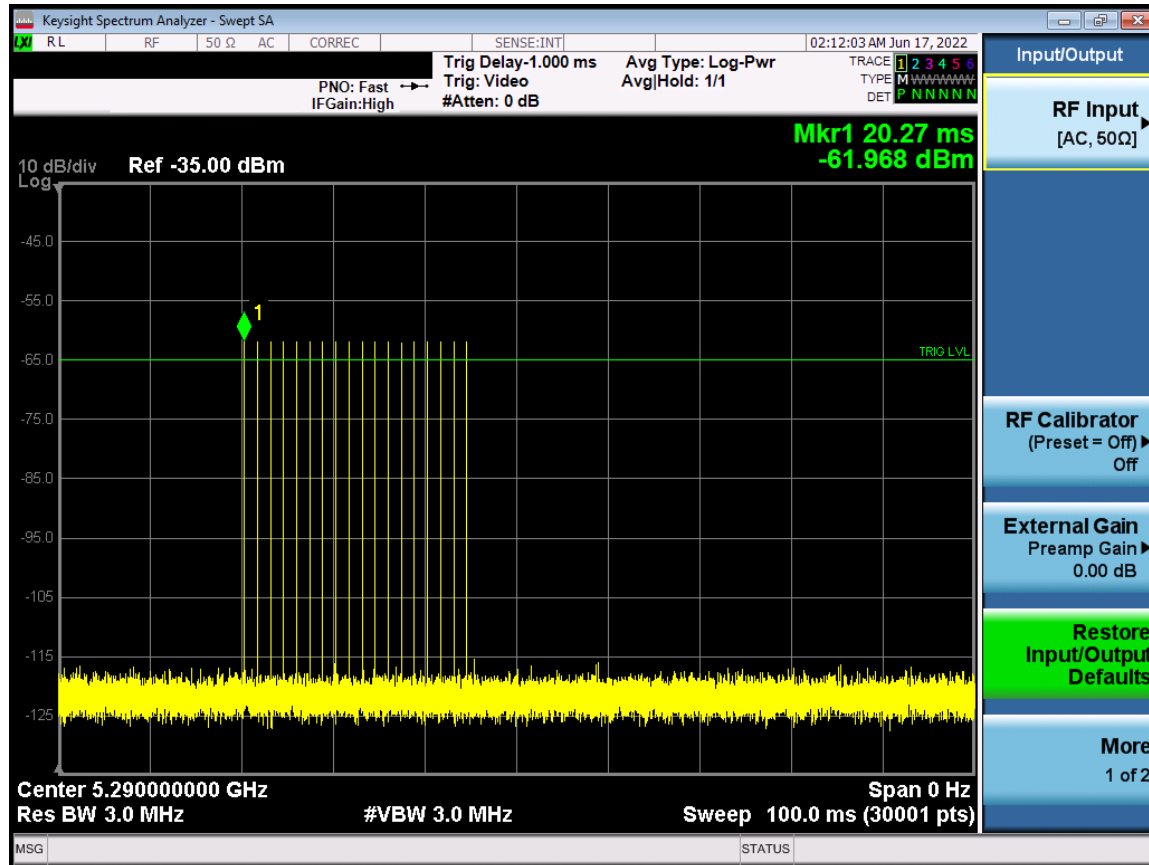 Keysight Spectrum Analyzer - Swept SA
LXI RL RF 50 Ω AC CORREC SENSE:INT 02:12:03 AM Jun 17, 2022
Trig Delay-1.000 ms Avg Type: Log-Pwr TRACE 1 2 3 4 5 6
PNO: Fast Trig: Video Avg|Hold: 1/1 TYPE M WWWWW
IFGain:High #Atten: 0 dB DET P N N N N N
Mkr1 20.27 ms
-61.968 dBm
10 dB/div Ref -35.00 dBm
Log
-45.0
-55.0
1
-65.0
TRIG LVL
-75.0
-85.0
-95.0
-105
-115
-125
Center 5.290000000 GHz Span 0 Hz
Res BW 3.0 MHz #VBW 3.0 MHz Sweep 100.0 ms (30001 pts)
MSG STATUS
Input/Output
RF Input
[AC, 50Ω]
RF Calibrator
(Preset = Off)
Off
External Gain
Preamp Gain
0.00 dB
Restore
Input/Output
Defaults
More
1 of 2